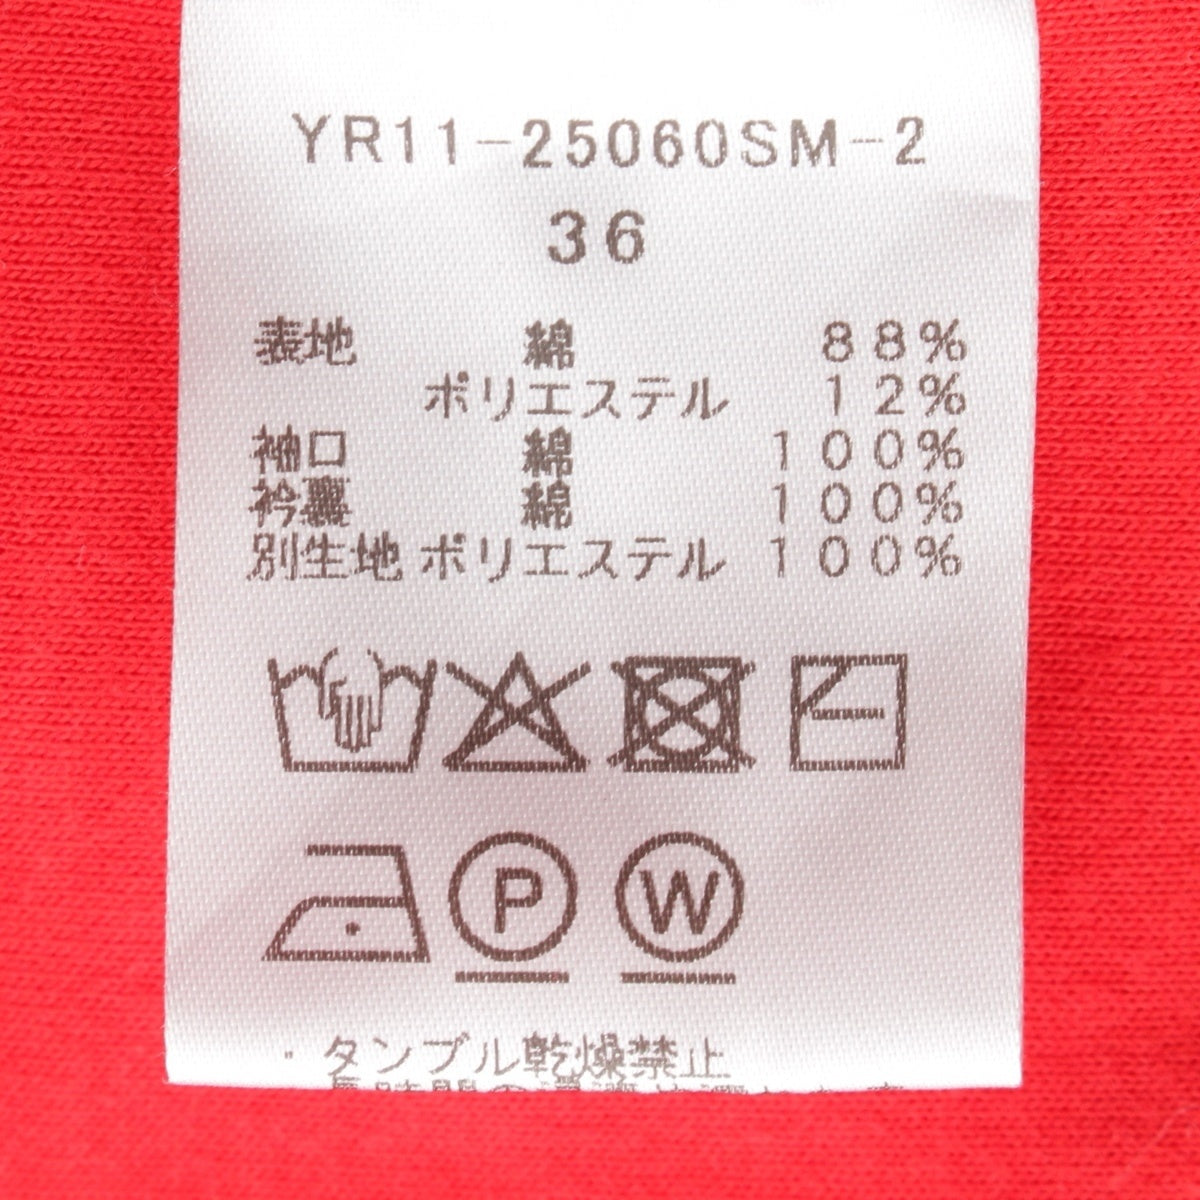 YR11-25060SM-2
36
表地 綿 88%
ポリエステル 12%
袖口 綿 100%
衿裏 綿 100%
別生地 ポリエステル 100%
P W
・タンブル乾燥禁止